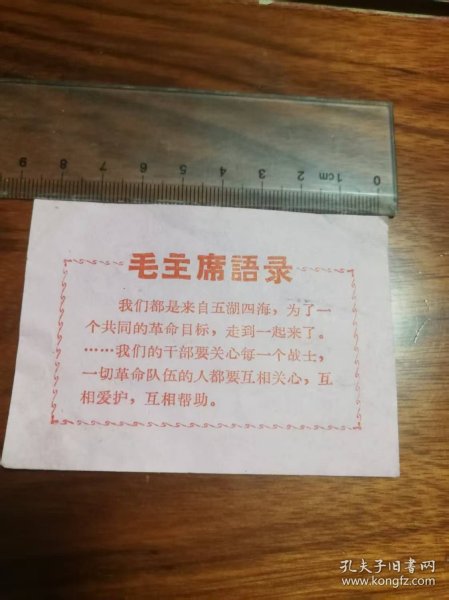 9 8 7 6 5 4 3 2 1cm 0
毛主席語录
我们都是来自五湖四海，为了一
个共同的革命目标，走到一起来了。
……我们的干部要关心每一个战士，
一切革命队伍的人都要互相关心，互
相爱护，互相帮助。
孔夫子旧书网
www.kongfz.com